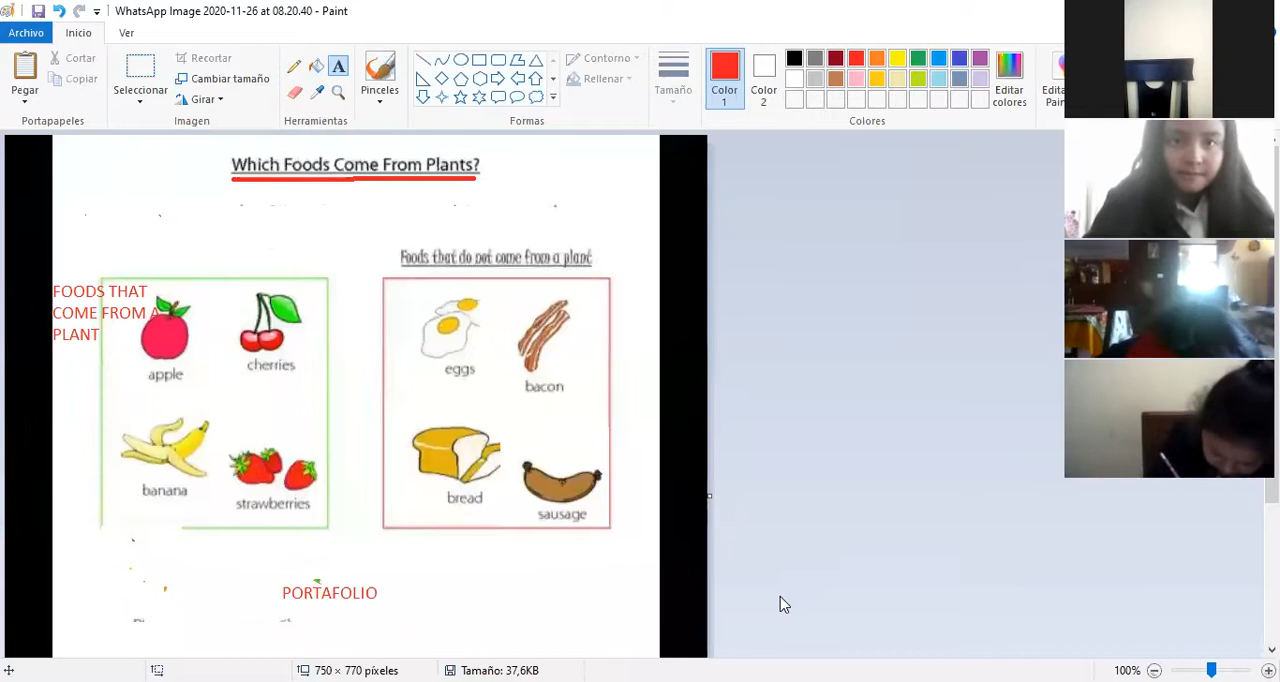 WhatsApp Image 2020-11-26 at 08.20.40 - Paint
Archivo Inicio Ver
Pegar
Cortar
Copiar
Portapapeles
Seleccionar
Recortar
Cambiar tamaño
Girar
Imagen
A
Herramientas
Pinceles
Contorno
Rellenar
Formas
Tamaño
Color 1
Color 2
Editar colores
Colores
Which Foods Come From Plants?
Foods that do not come from a plant
FOODS THAT
COME FROM A
PLANT
apple
cherries
banana
strawberries
eggs
bacon
bread
sausage
PORTAFOLIO
750 × 770 píxeles
Tamaño: 37,6KB
100%